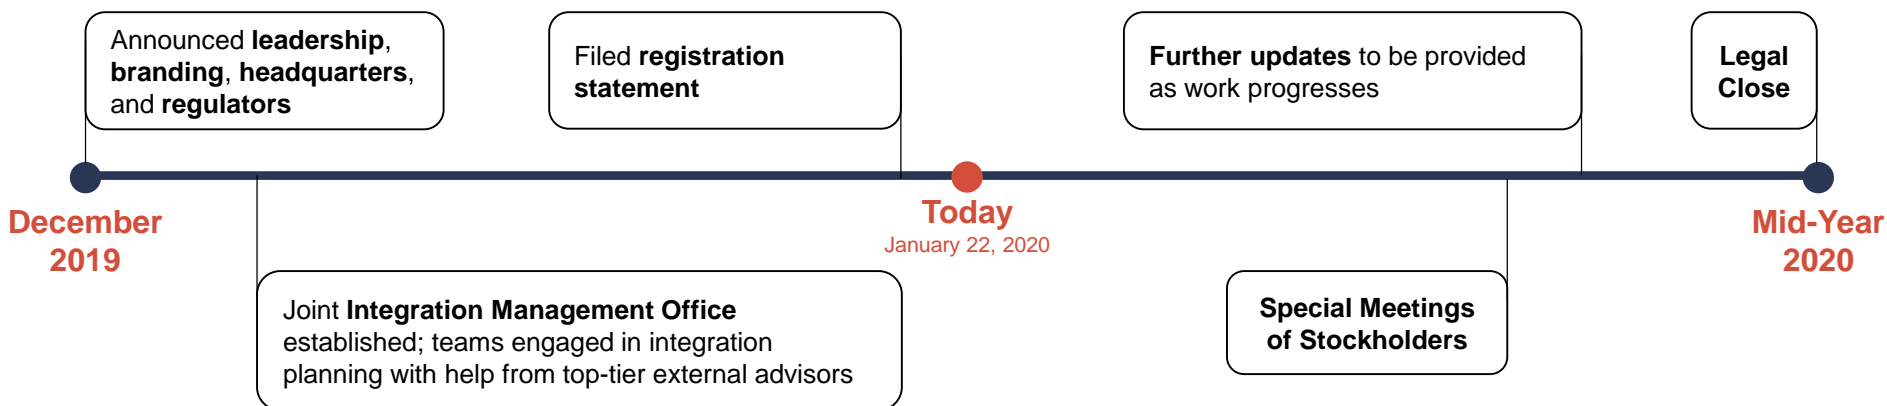 Announced leadership,
branding, headquarters,
and regulators
Filed registration
statement
Further updates to be provided
as work progresses
Legal
Close
December
2019
Today
January 22, 2020
Mid-Year
2020
Joint Integration Management Office
established; teams engaged in integration
planning with help from top-tier external advisors
Special Meetings
of Stockholders